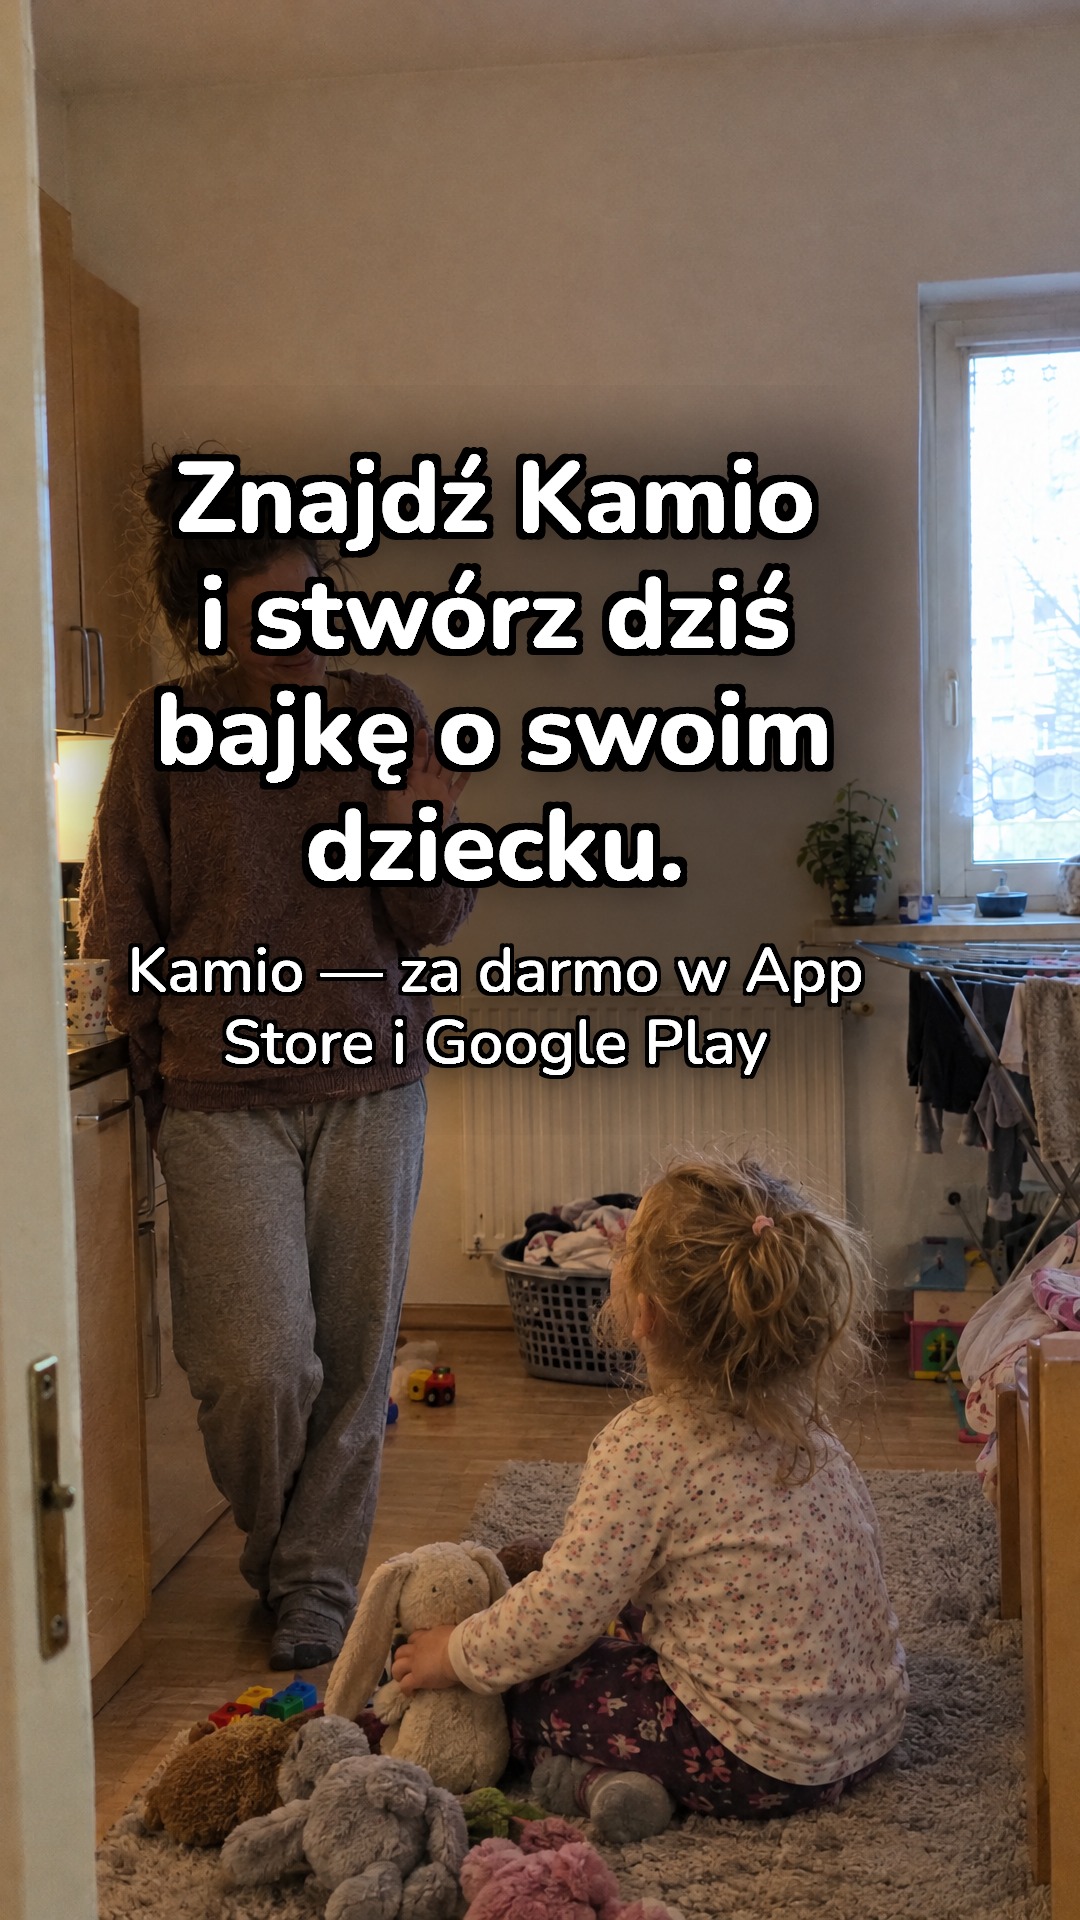 Znajdź Kamio
i stwórz dziś
bajkę o swoim
dziecku.
Kamio — za darmo w App
Store i Google Play